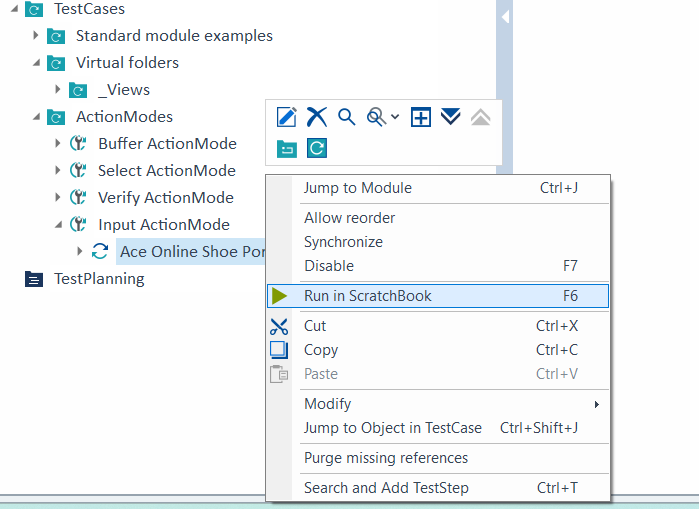 TestCases
Standard module examples
Virtual folders
_Views
ActionModes
Buffer ActionMode
Select ActionMode
Verify ActionMode
Input ActionMode
Ace Online Shoe Por
TestPlanning
Jump to Module Ctrl+J
Allow reorder
Synchronize
Disable F7
Run in ScratchBook F6
Cut Ctrl+X
Copy Ctrl+C
Paste Ctrl+V
Modify
Jump to Object in TestCase Ctrl+Shift+J
Purge missing references
Search and Add TestStep Ctrl+T